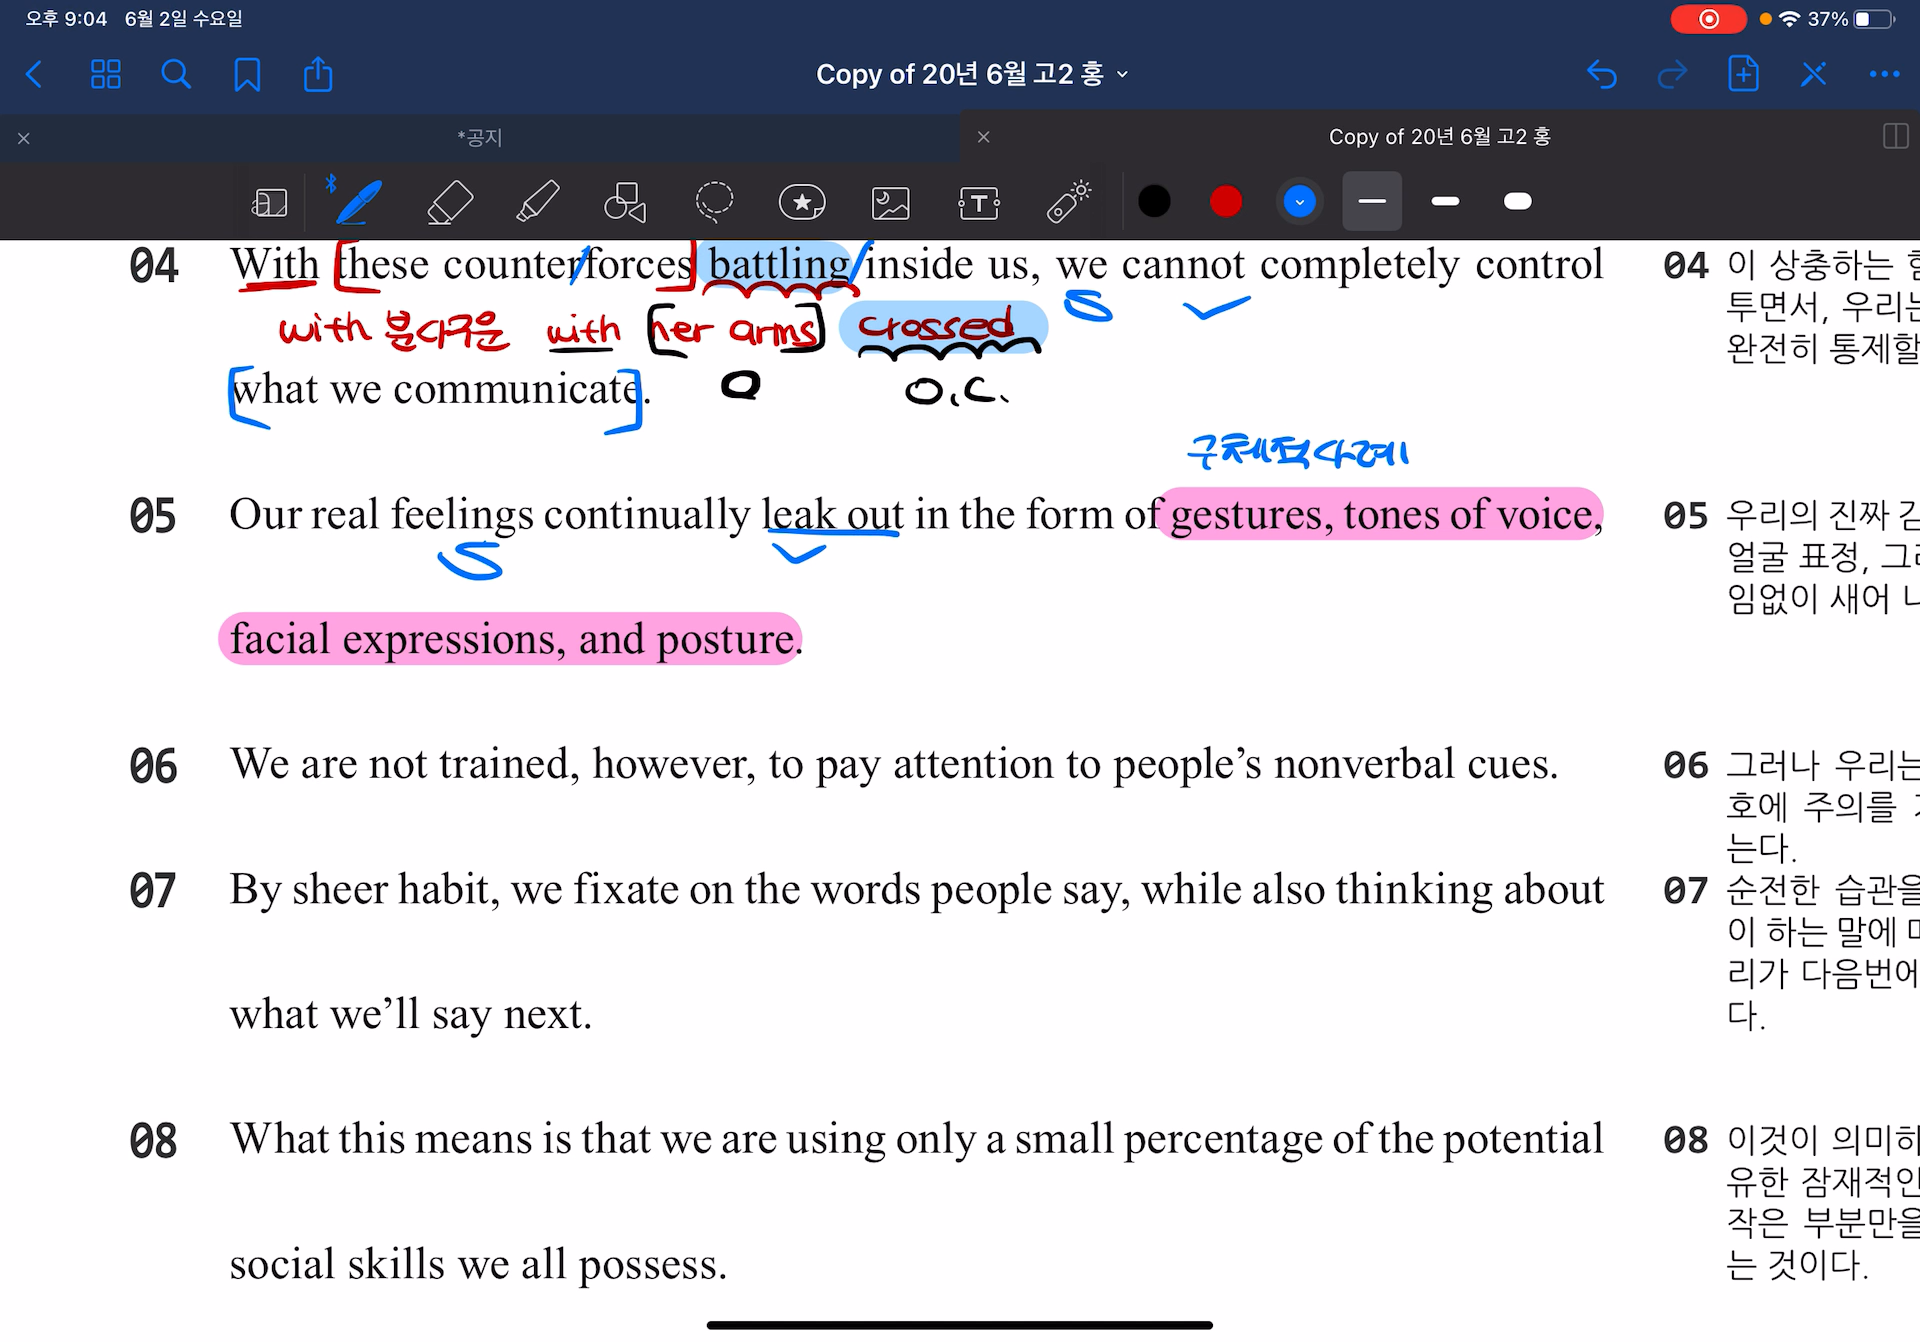 오후 9:04 6월 2일 수요일
37%
Copy of 20년 6월 고2 홍
*공지
Copy of 20년 6월 고2 홍
04 With these counterforces battling inside us, we cannot completely control
S
with 분사구문 with her arms crossed
what we communicate.
O O.C.
구체적 사례
05 Our real feelings continually leak out in the form of gestures, tones of voice,
S
facial expressions, and posture.
06 We are not trained, however, to pay attention to people’s nonverbal cues.
07 By sheer habit, we fixate on the words people say, while also thinking about
what we’ll say next.
08 What this means is that we are using only a small percentage of the potential
social skills we all possess.
04 이 상충하는
투면서, 우리는
완전히 통제할
05 우리의 진짜
얼굴 표정,
임없이 새어
06 그러나 우리는
호에 주의를
는다.
07 순전한 습관을
이 하는 말에
리가 다음번에
다.
08 이것이 의미하
유한 잠재적인
작은 부분만을
는 것이다.